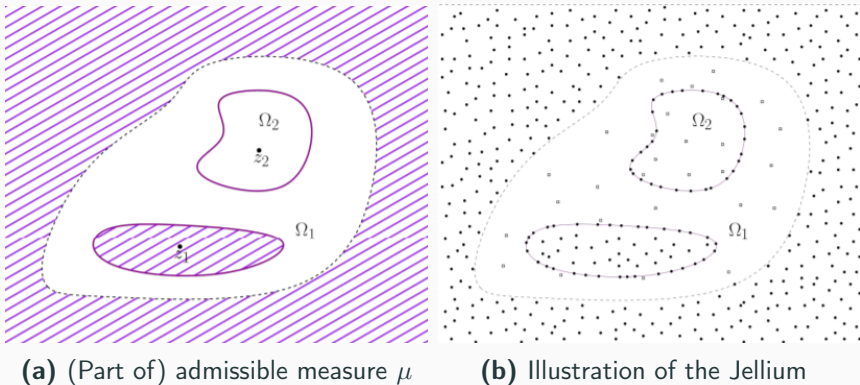 Ω₂
z₂
Ω₁
z₁
Ω₂
Ω₁
(a) (Part of) admissible measure μ
(b) Illustration of the Jellium